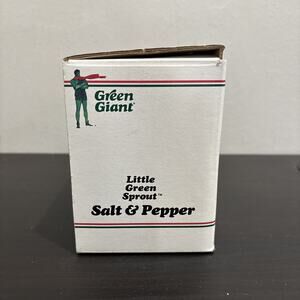 Green
Giant®
Little
Green
Sprout™
Salt & Pepper